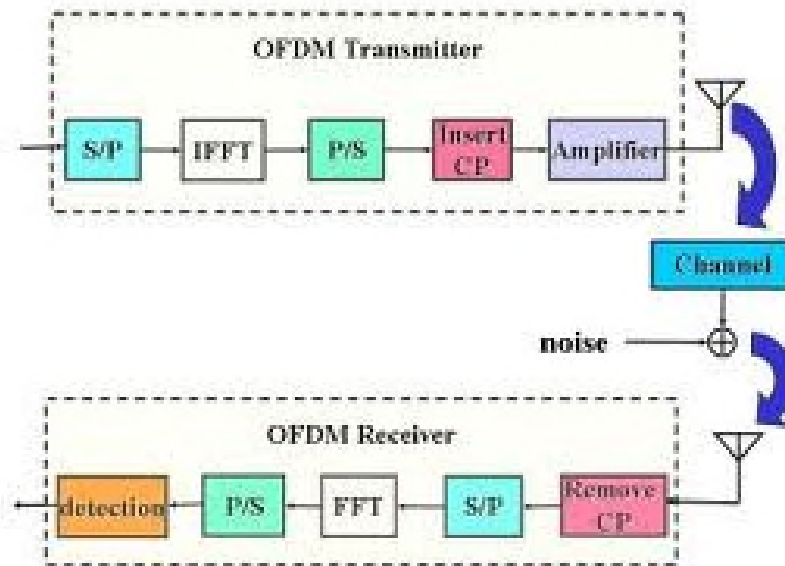 OFDM Transmitter
S/P
IFFT
P/S
Insert
CP
Amplifier
Channel
noise
OFDM Receiver
detection
P/S
FFT
S/P
Remove
CP